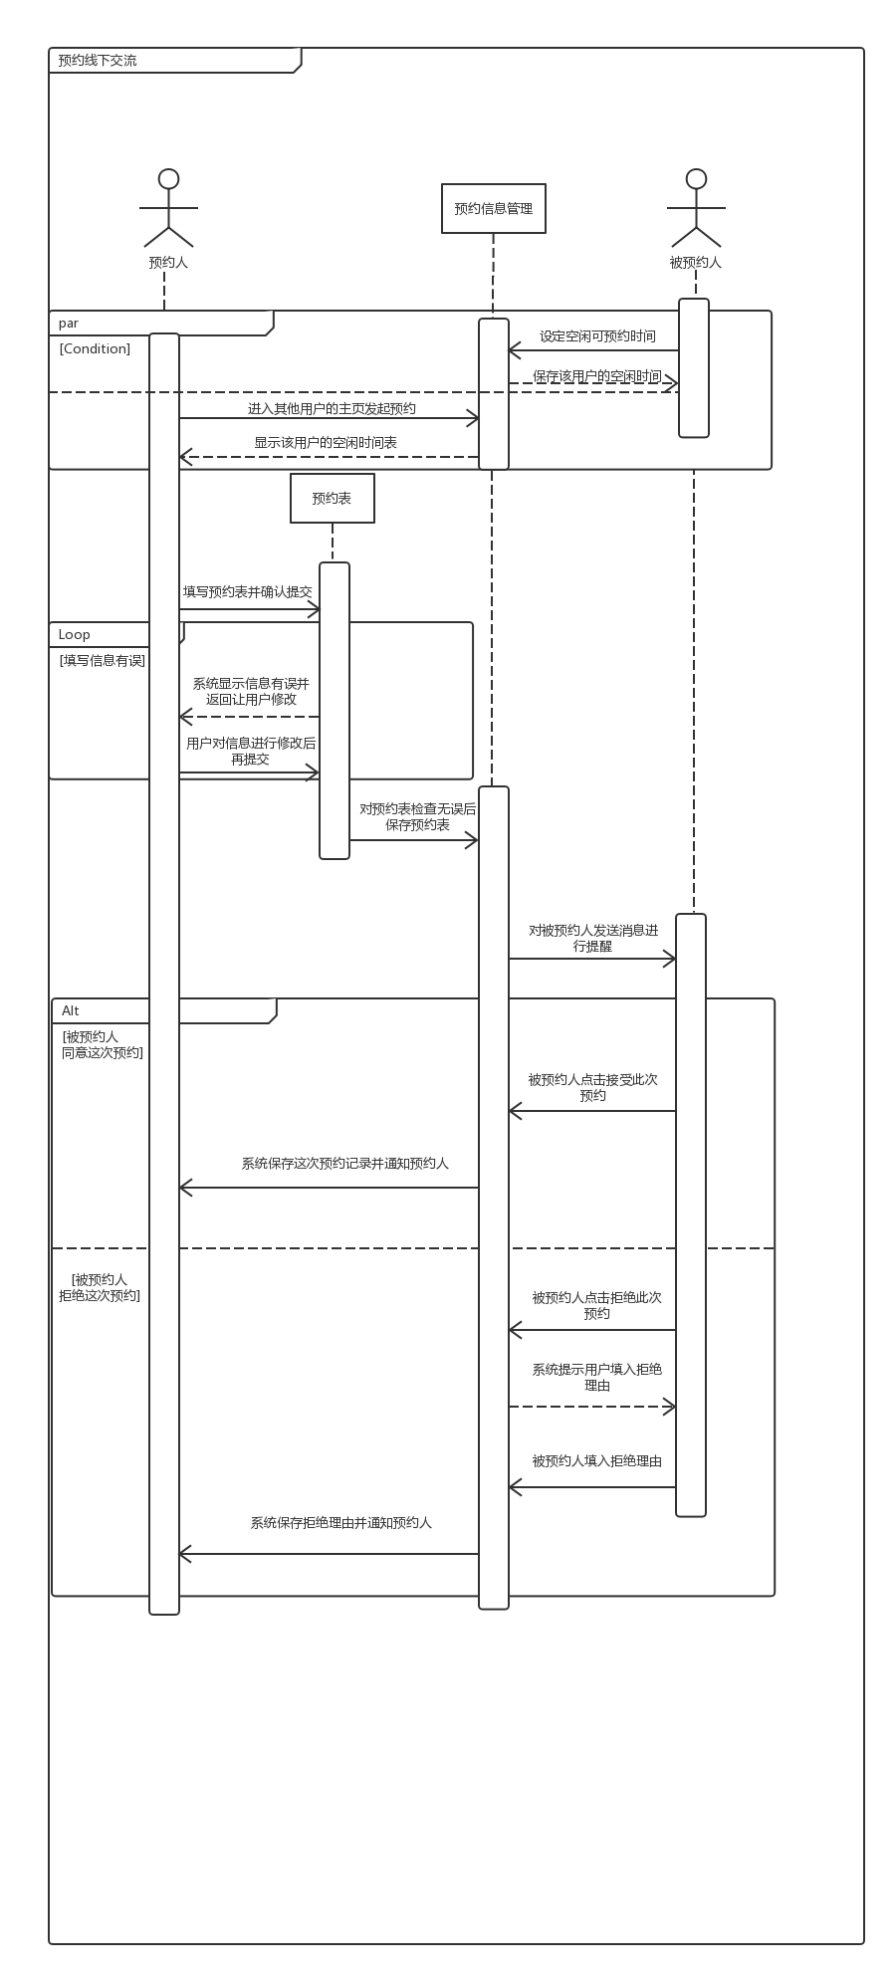 预约线下交流
预约信息管理
预约人
被预约人
par
[Condition]
设定空闲可预约时间
保存该用户的空闲时间
进入其他用户的主页发起预约
显示该用户的空闲时间表
预约表
填写预约表并确认提交
Loop
[填写信息有误]
系统显示信息有误并
返回让用户修改
用户对信息进行修改后
再提交
对预约表检查无误后
保存预约表
对被预约人发送消息进
行提醒
Alt
[被预约人
同意这次预约]
被预约人点击接受此次
预约
系统保存这次预约记录并通知预约人
[被预约人
拒绝这次预约]
被预约人点击拒绝此次
预约
系统提示用户填入拒绝
理由
被预约人填入拒绝理由
系统保存拒绝理由并通知预约人